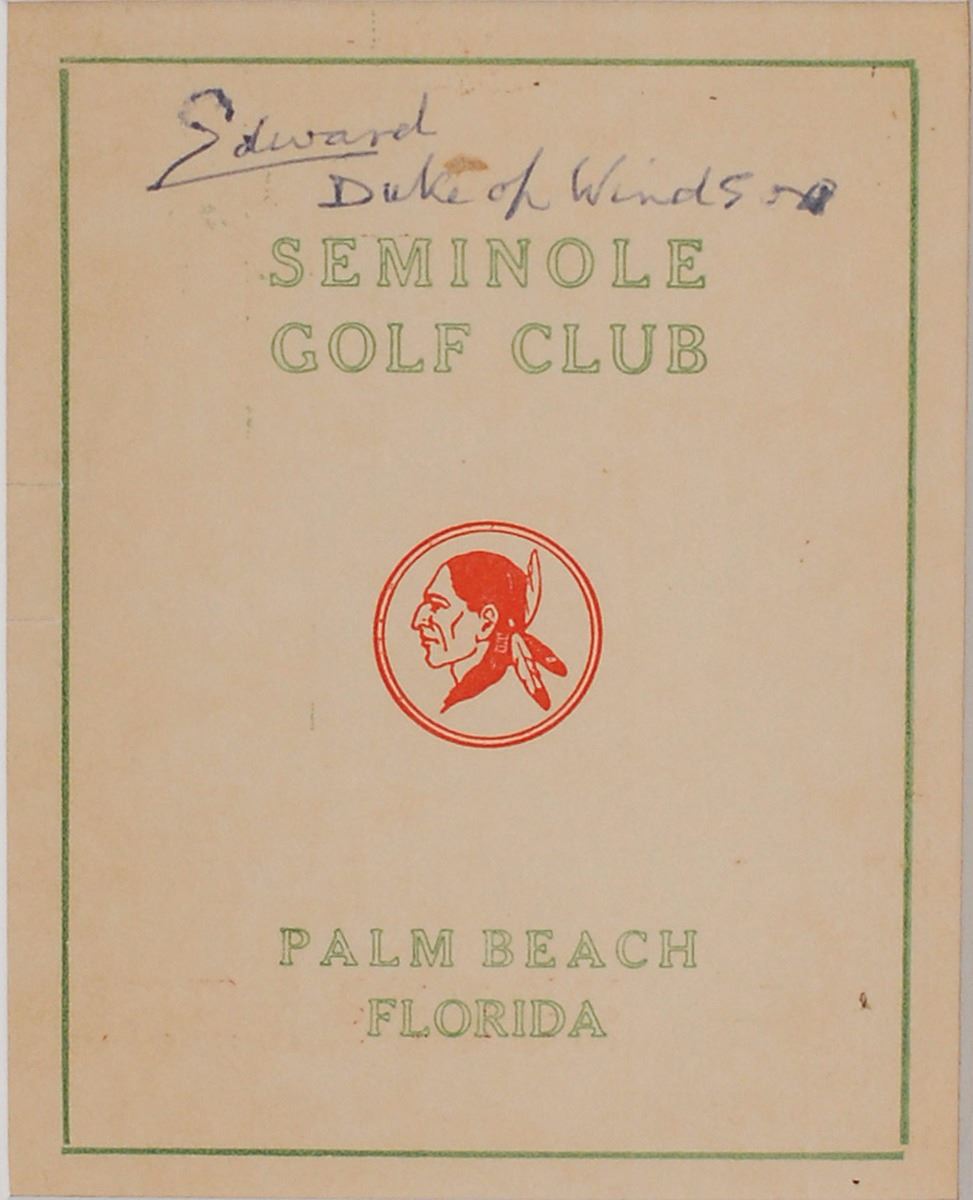 Edward
Duke of Windsor
SEMINOLE
GOLF CLUB
PALM BEACH
FLORIDA